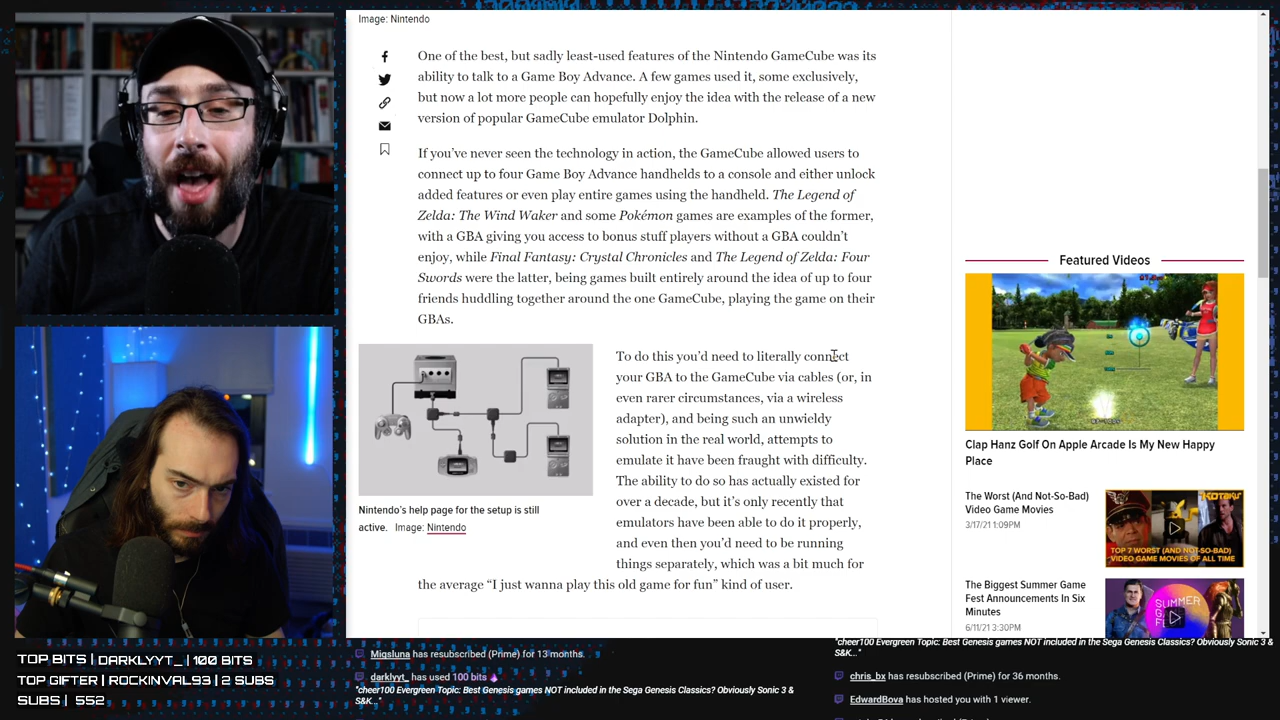 Image: Nintendo
One of the best, but sadly least-used features of the Nintendo GameCube was its
ability to talk to a Game Boy Advance. A few games used it, some exclusively,
but now a lot more people can hopefully enjoy the idea with the release of a new
version of popular GameCube emulator Dolphin.
If you've never seen the technology in action, the GameCube allowed users to
connect up to four Game Boy Advance handhelds to a console and either unlock
added features or even play entire games using the handheld. The Legend of
Zelda: The Wind Waker and some Pokémon games are examples of the former,
with a GBA giving you access to bonus stuff players without a GBA couldn't
enjoy, while Final Fantasy: Crystal Chronicles and The Legend of Zelda: Four
Swords were the latter, being games built entirely around the idea of up to four
friends huddling together around the one GameCube, playing the game on their
GBAs.
To do this you'd need to literally connect
your GBA to the GameCube via cables (or, in
even rarer circumstances, via a wireless
adapter), and being such an unwieldy
solution in the real world, attempts to
emulate it have been fraught with difficulty.
The ability to do so has actually existed for
over a decade, but it's only recently that
emulators have been able to do it properly,
and even then you'd need to be running
things separately, which was a bit much for
the average “I just wanna play this old game for fun” kind of user.
Nintendo's help page for the setup is still
active. Image: Nintendo
Featured Videos
Clap Hanz Golf On Apple Arcade Is My New Happy
Place
The Worst (And Not-So-Bad)
Video Game Movies
3/17/21 1:09PM
KOTAKU
TOP 7 WORST (AND NOT-SO-BAD)
VIDEO GAME MOVIES OF ALL TIME
The Biggest Summer Game
Fest Announcements In Six
Minutes
6/11/21 3:30PM
TOP BITS | DARKLYYT_ | 100 BITS
TOP GIFTER | ROCKINVAL93 | 2 SUBS
SUBS | 552
Migsluna has resubscribed (Prime) for 13 months.
darklyyt_ has used 100 bits
"cheer100 Evergreen Topic: Best Genesis games NOT included in the Sega Genesis Classics? Obviously Sonic 3 &
S&K..."
"cheer100 Evergreen Topic: Best Genesis games NOT included in the Sega Genesis Classics? Obviously Sonic 3 &
S&K..."
chris_bx has resubscribed (Prime) for 36 months.
EdwardBova has hosted you with 1 viewer.